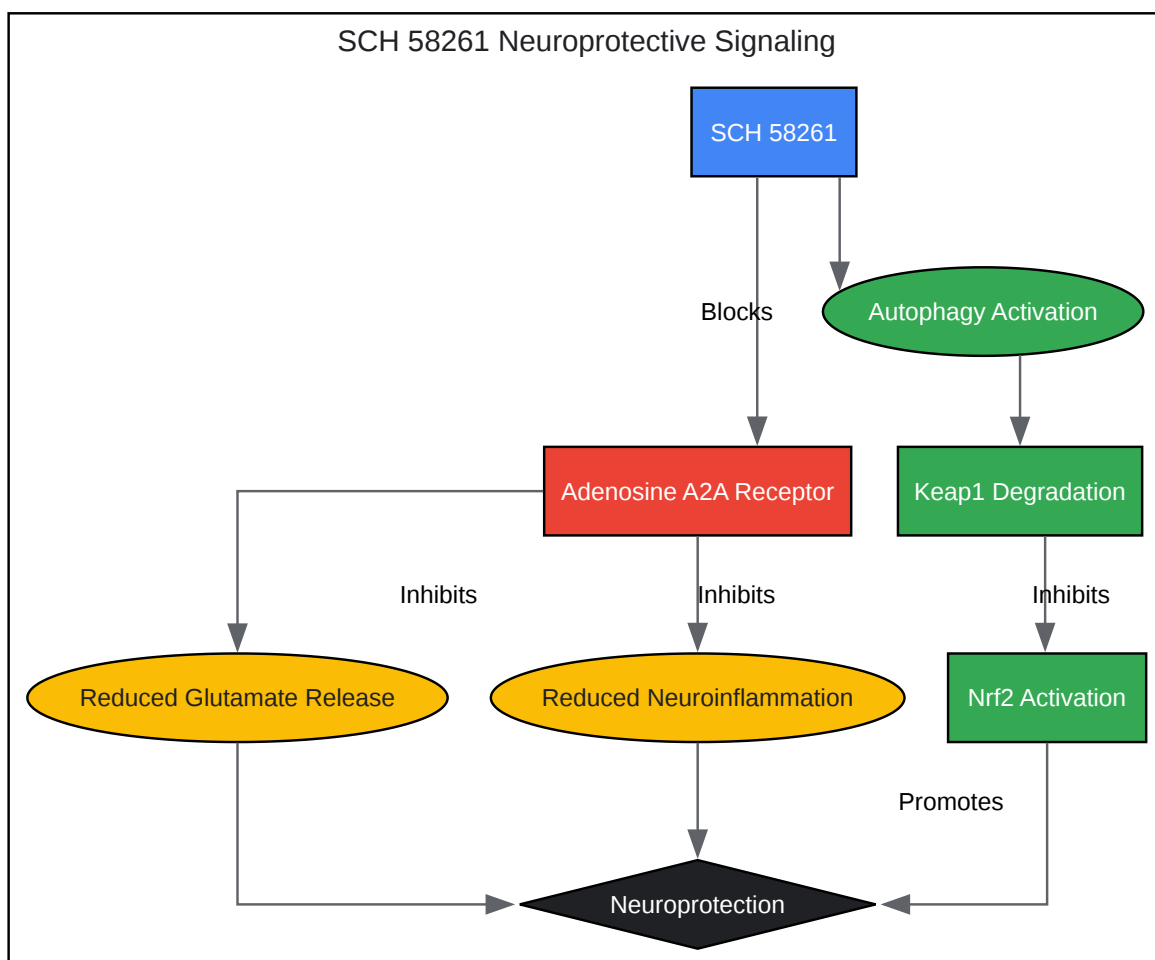 SCH 58261 Neuroprotective Signaling
SCH 58261
Blocks
Autophagy Activation
Adenosine A2A Receptor
Keap1 Degradation
Inhibits
Inhibits
Inhibits
Reduced Glutamate Release
Reduced Neuroinflammation
Nrf2 Activation
Promotes
Neuroprotection